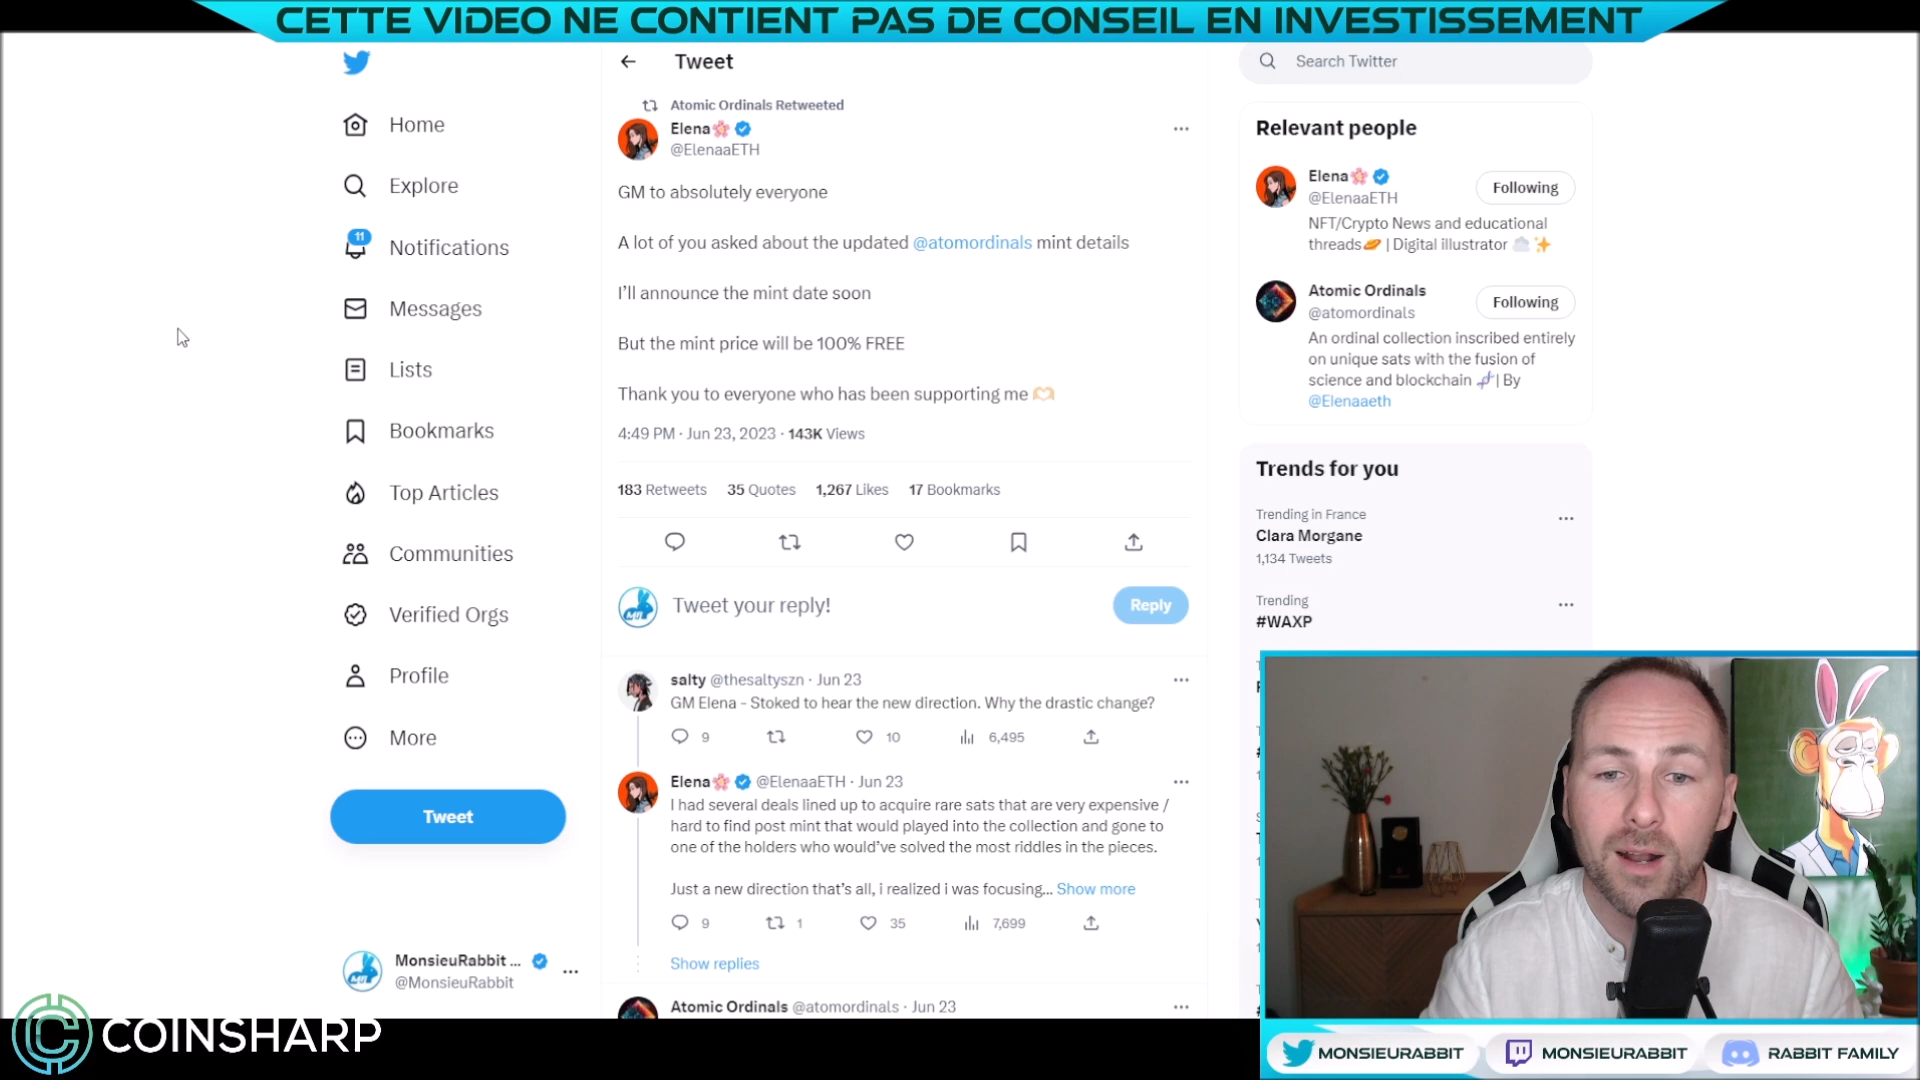 CETTE VIDEO NE CONTIENT PAS DE CONSEIL EN INVESTISSEMENT
Home
Explore
11
Notifications
Messages
Lists
Bookmarks
Top Articles
Communities
Verified Orgs
Profile
More
Tweet
MonsieuRabbit ...
@MonsieuRabbit
COINSHARP
Tweet
Atomic Ordinals Retweeted
Elena
@ElenaaETH
GM to absolutely everyone
A lot of you asked about the updated @atomordinals mint details
I'll announce the mint date soon
But the mint price will be 100% FREE
Thank you to everyone who has been supporting me
4:49 PM · Jun 23, 2023 · 143K Views
183 Retweets 35 Quotes 1,267 Likes 17 Bookmarks
Tweet your reply!
Reply
salty @thesaltyszn · Jun 23
GM Elena - Stoked to hear the new direction. Why the drastic change?
9 10 6,495
Elena @ElenaaETH · Jun 23
I had several deals lined up to acquire rare sats that are very expensive /
hard to find post mint that would played into the collection and gone to
one of the holders who would've solved the most riddles in the pieces.
Just a new direction that's all, i realized i was focusing... Show more
9 1 35 7,699
Show replies
Atomic Ordinals @atomordinals · Jun 23
Search Twitter
Relevant people
Elena
@ElenaaETH
Following
NFT/Crypto News and educational
threads | Digital illustrator
Atomic Ordinals
@atomordinals
Following
An ordinal collection inscribed entirely
on unique sats with the fusion of
science and blockchain | By
@Elenaaeth
Trends for you
Trending in France
Clara Morgane
1,134 Tweets
Trending
#WAXP
MONSIEURABBIT
MONSIEURABBIT
RABBIT FAMILY